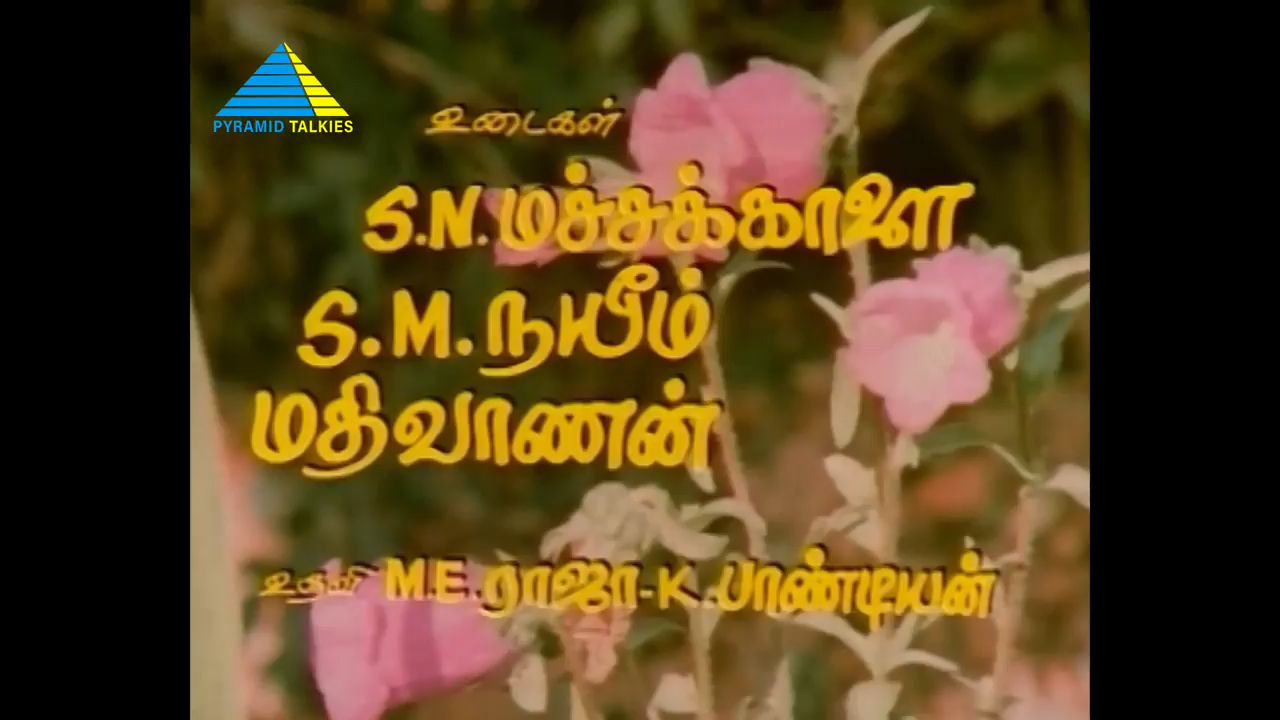 PYRAMID TALKIES
உடைகள்
S.N.மச்சக்காளை
S.M.நயீம்
மதிவாணன்
உதவி M.E.ராஜா-K.பாண்டியன்